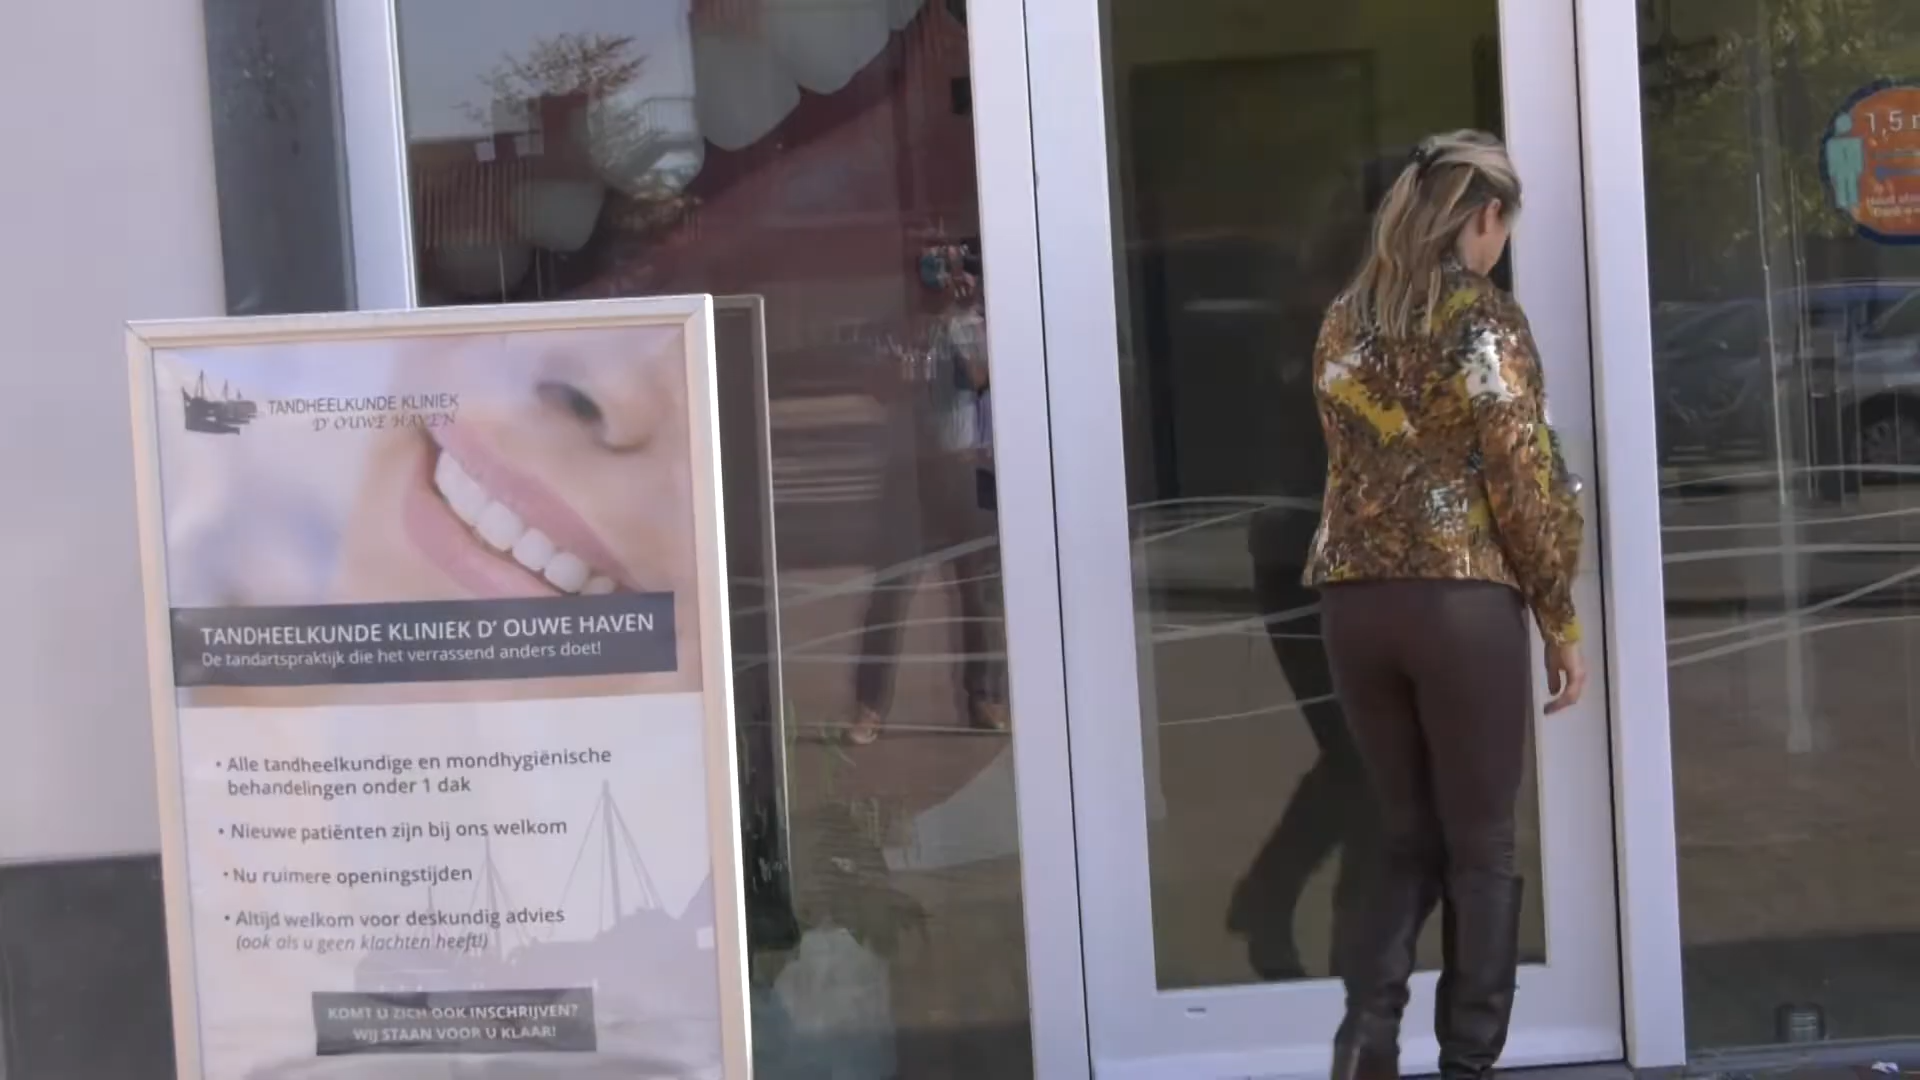 TANDHEELKUNDE KLINIEK
D' OUWE HAVEN
TANDHEELKUNDE KLINIEK D' OUWE HAVEN
De tandartspraktijk die het verrassend anders doet!
• Alle tandheelkundige en mondhygiënische
behandelingen onder 1 dak
• Nieuwe patiënten zijn bij ons welkom
• Nu ruimere openingstijden
• Altijd welkom voor deskundig advies
(ook als u geen klachten heeft!)
KOMT U ZICH OOK INSCHRIJVEN?
WIJ STAAN VOOR U KLAAR!
1,5